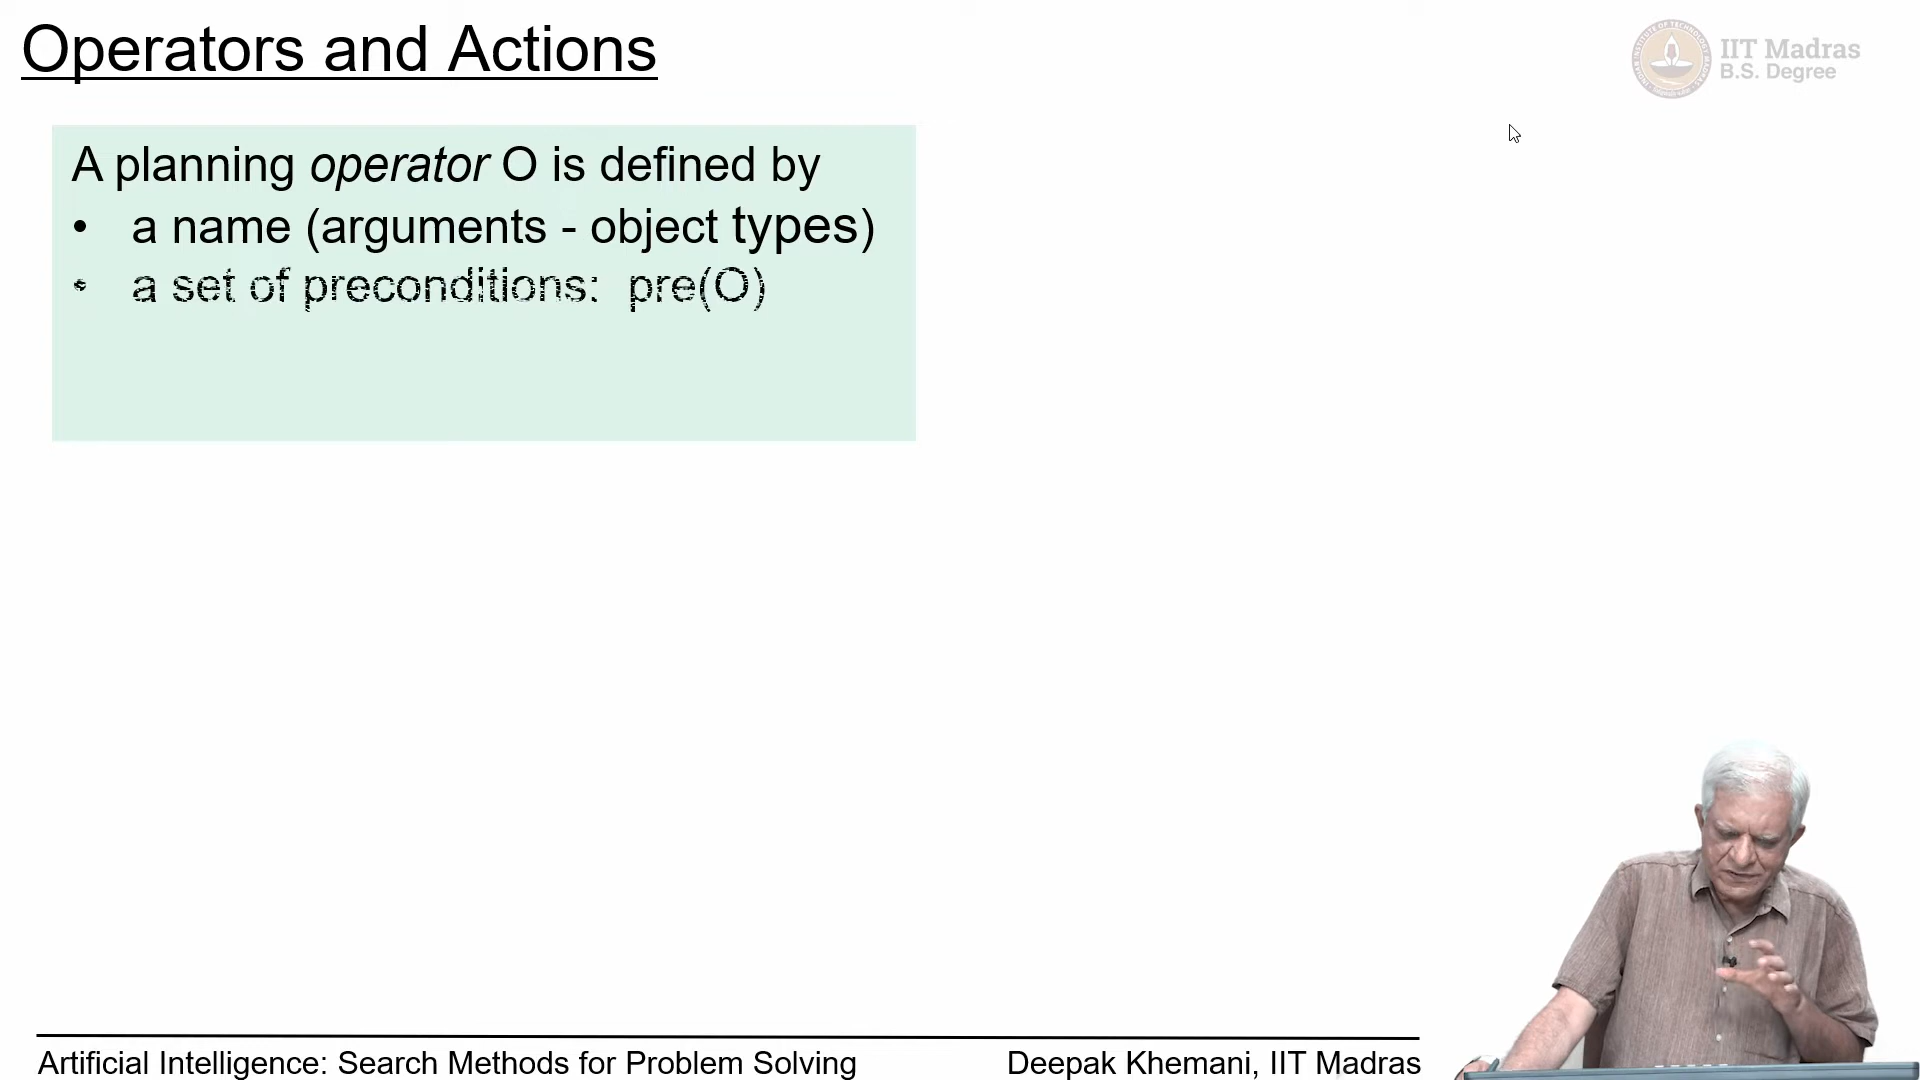 Operators and Actions
IIT Madras
B.S. Degree
A planning operator O is defined by
• a name (arguments - object types)
• a set of preconditions: pre(O)
Artificial Intelligence: Search Methods for Problem Solving
Deepak Khemani, IIT Madras